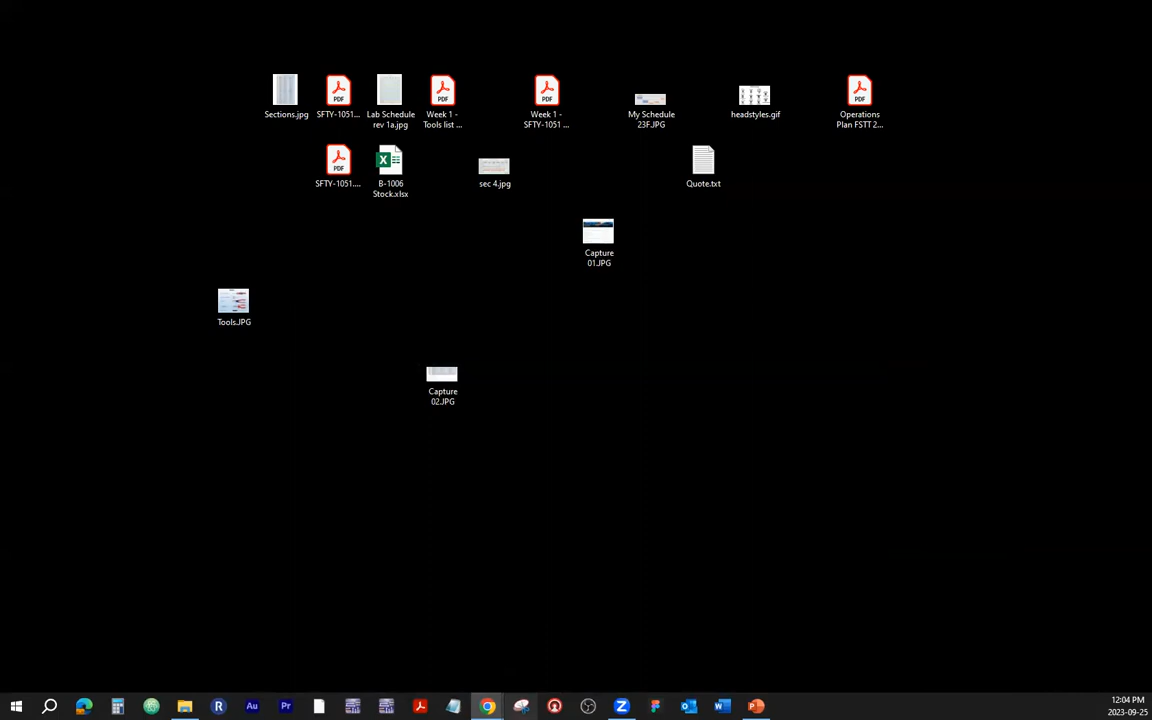 Sections.jpg
SFTY-1051...
Lab Schedule
rev 1a.jpg
Week 1 -
Tools list ...
Week 1 -
SFTY-1051 ...
My Schedule
23F.JPG
headstyles.gif
Operations
Plan FSTT 2...
SFTY-1051....
B-1006
Stock.xlsx
sec 4.jpg
Quote.txt
Capture
01.JPG
Tools.JPG
Capture
02.JPG
12:04 PM
2023-09-25